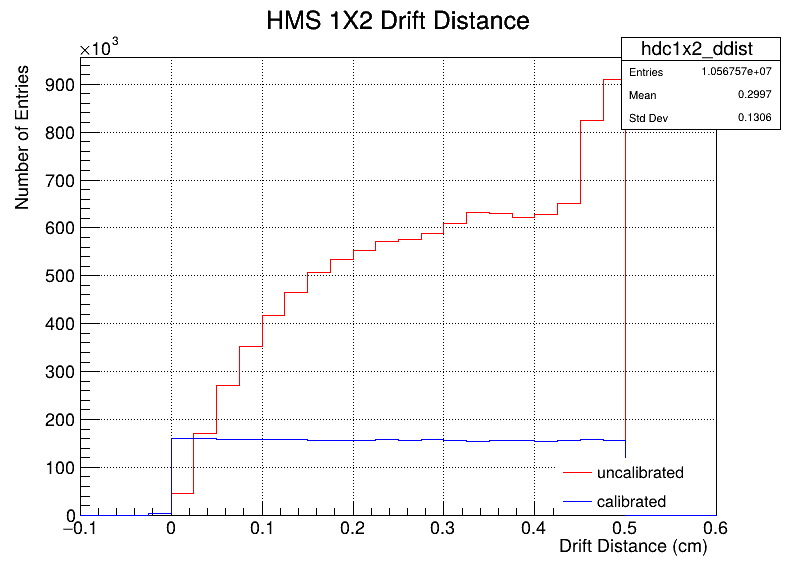 HMS 1X2 Drift Distance
×10³
hdc1x2_ddist
Entries 1.056757e+07
Mean 0.2997
Std Dev 0.1306
Number of Entries
900
800
700
600
500
400
300
200
100
0
uncalibrated
calibrated
−0.1 0 0.1 0.2 0.3 0.4 0.5 0.6
Drift Distance (cm)